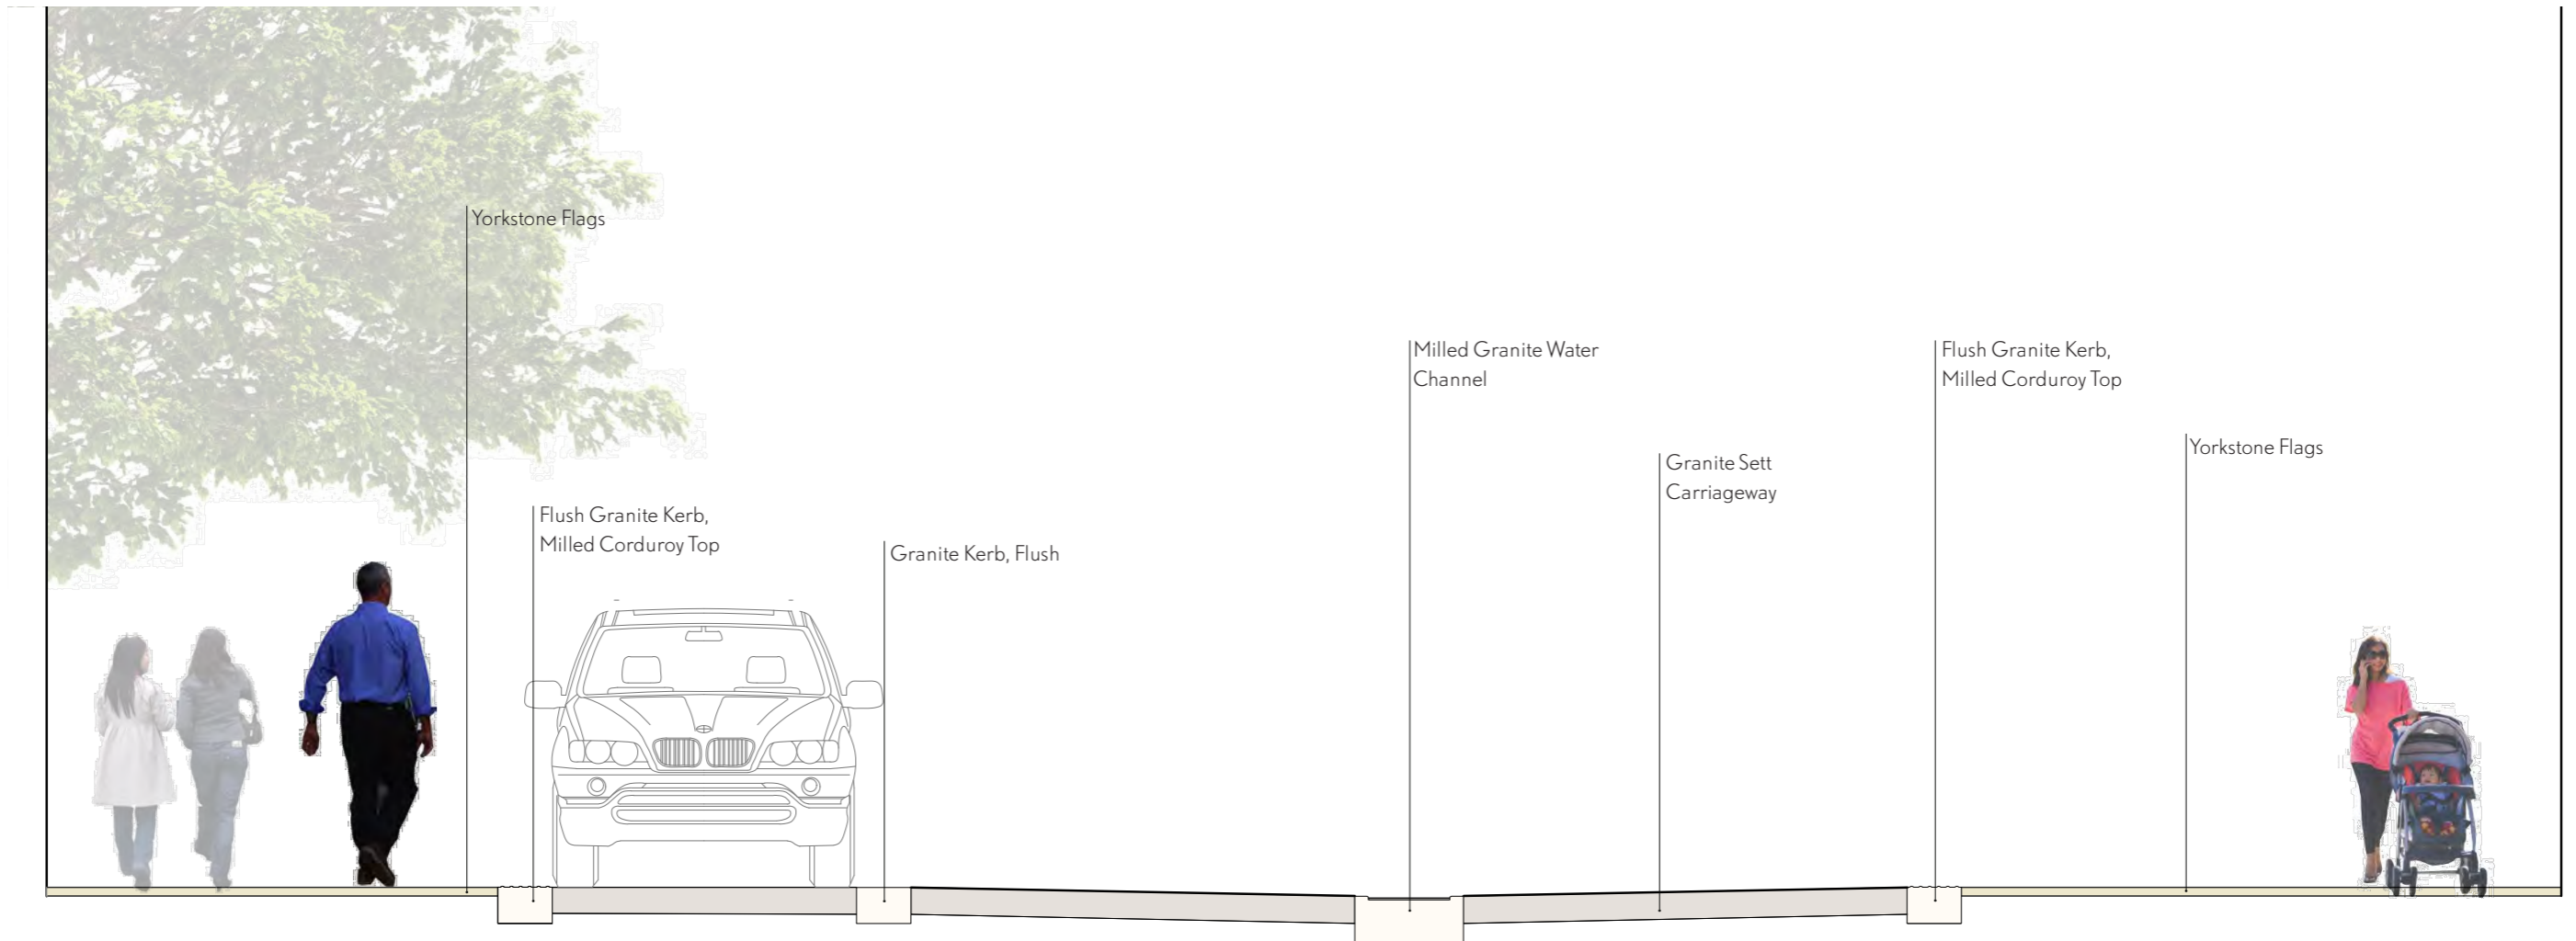 Yorkstone Flags
Flush Granite Kerb,
Milled Corduroy Top
Granite Kerb, Flush
Milled Granite Water
Channel
Granite Sett
Carriageway
Flush Granite Kerb,
Milled Corduroy Top
Yorkstone Flags